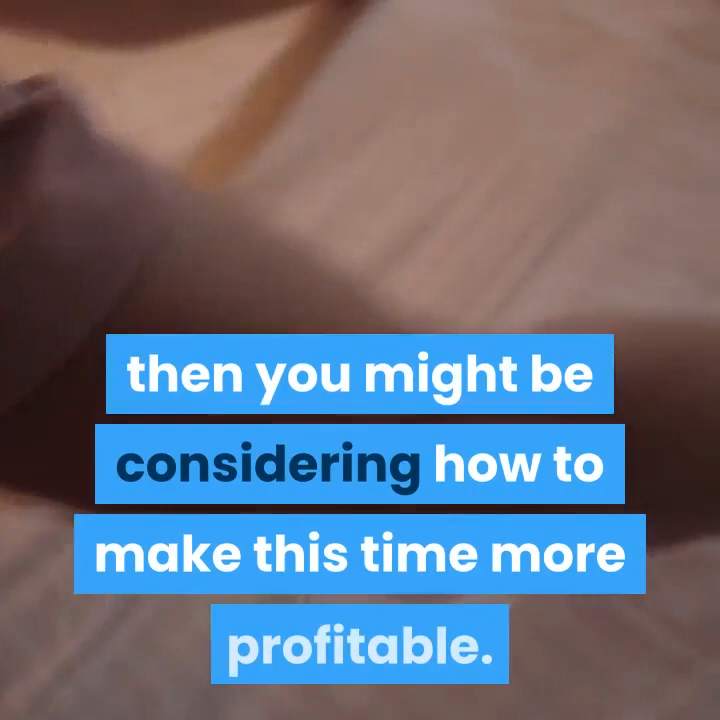 then you might be
considering how to
make this time more
profitable.